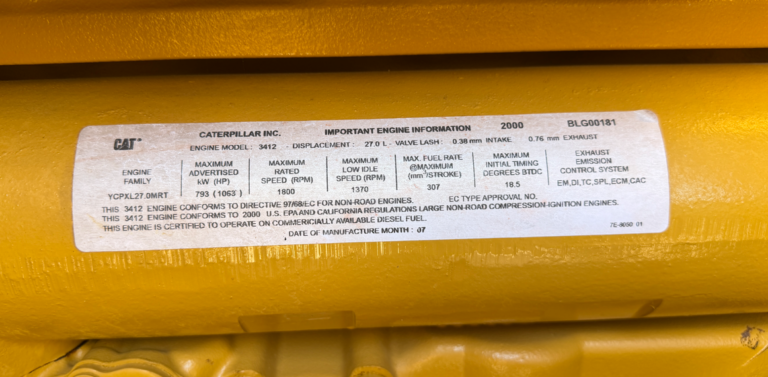 CATERPILLAR INC. IMPORTANT ENGINE INFORMATION 2000 BLG00181
CAT ENGINE MODEL: 3412 DISPLACEMENT: 27.0 L VALVE LASH: 0.38 mm INTAKE 0.76 mm EXHAUST
ENGINE FAMILY
YCPXL27.0MRT
MAXIMUM ADVERTISED kW (HP)
793 (1063)
MAXIMUM RATED SPEED (RPM)
1800
MAXIMUM LOW IDLE SPEED (RPM)
1370
MAX. FUEL RATE @MAXIMUM (mm³/STROKE)
307
MAXIMUM INITIAL TIMING DEGREES BTDC
18.5
EXHAUST EMISSION CONTROL SYSTEM
EM,DI,TC,SPL,ECM,CAC
THIS 3412 ENGINE CONFORMS TO DIRECTIVE 97/68/EC FOR NON-ROAD ENGINES. EC TYPE APPROVAL NO.
THIS 3412 ENGINE CONFORMS TO 2000 U.S. EPA AND CALIFORNIA REGULATIONS LARGE NON-ROAD COMPRESSION-IGNITION ENGINES.
THIS ENGINE IS CERTIFIED TO OPERATE ON COMMERCIALLY AVAILABLE DIESEL FUEL.
DATE OF MANUFACTURE MONTH: 07